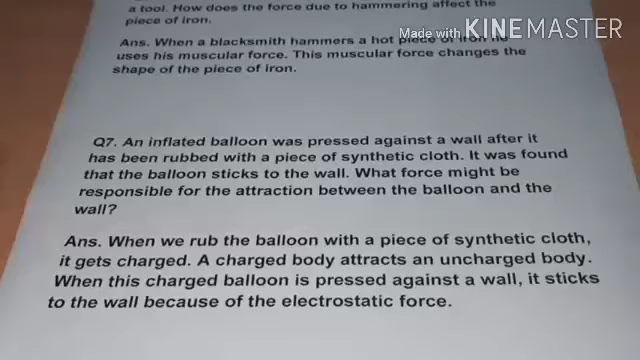 a tool. How does the force due to hammering affect the
piece of iron.
Made with KINEMASTER
Ans. When a blacksmith hammers a hot piece of iron he
uses his muscular force. This muscular force changes the
shape of the piece of iron.
Q7. An inflated balloon was pressed against a wall after it
has been rubbed with a piece of synthetic cloth. It was found
that the balloon sticks to the wall. What force might be
responsible for the attraction between the balloon and the
wall?
Ans. When we rub the balloon with a piece of synthetic cloth,
it gets charged. A charged body attracts an uncharged body.
When this charged balloon is pressed against a wall, it sticks
to the wall because of the electrostatic force.